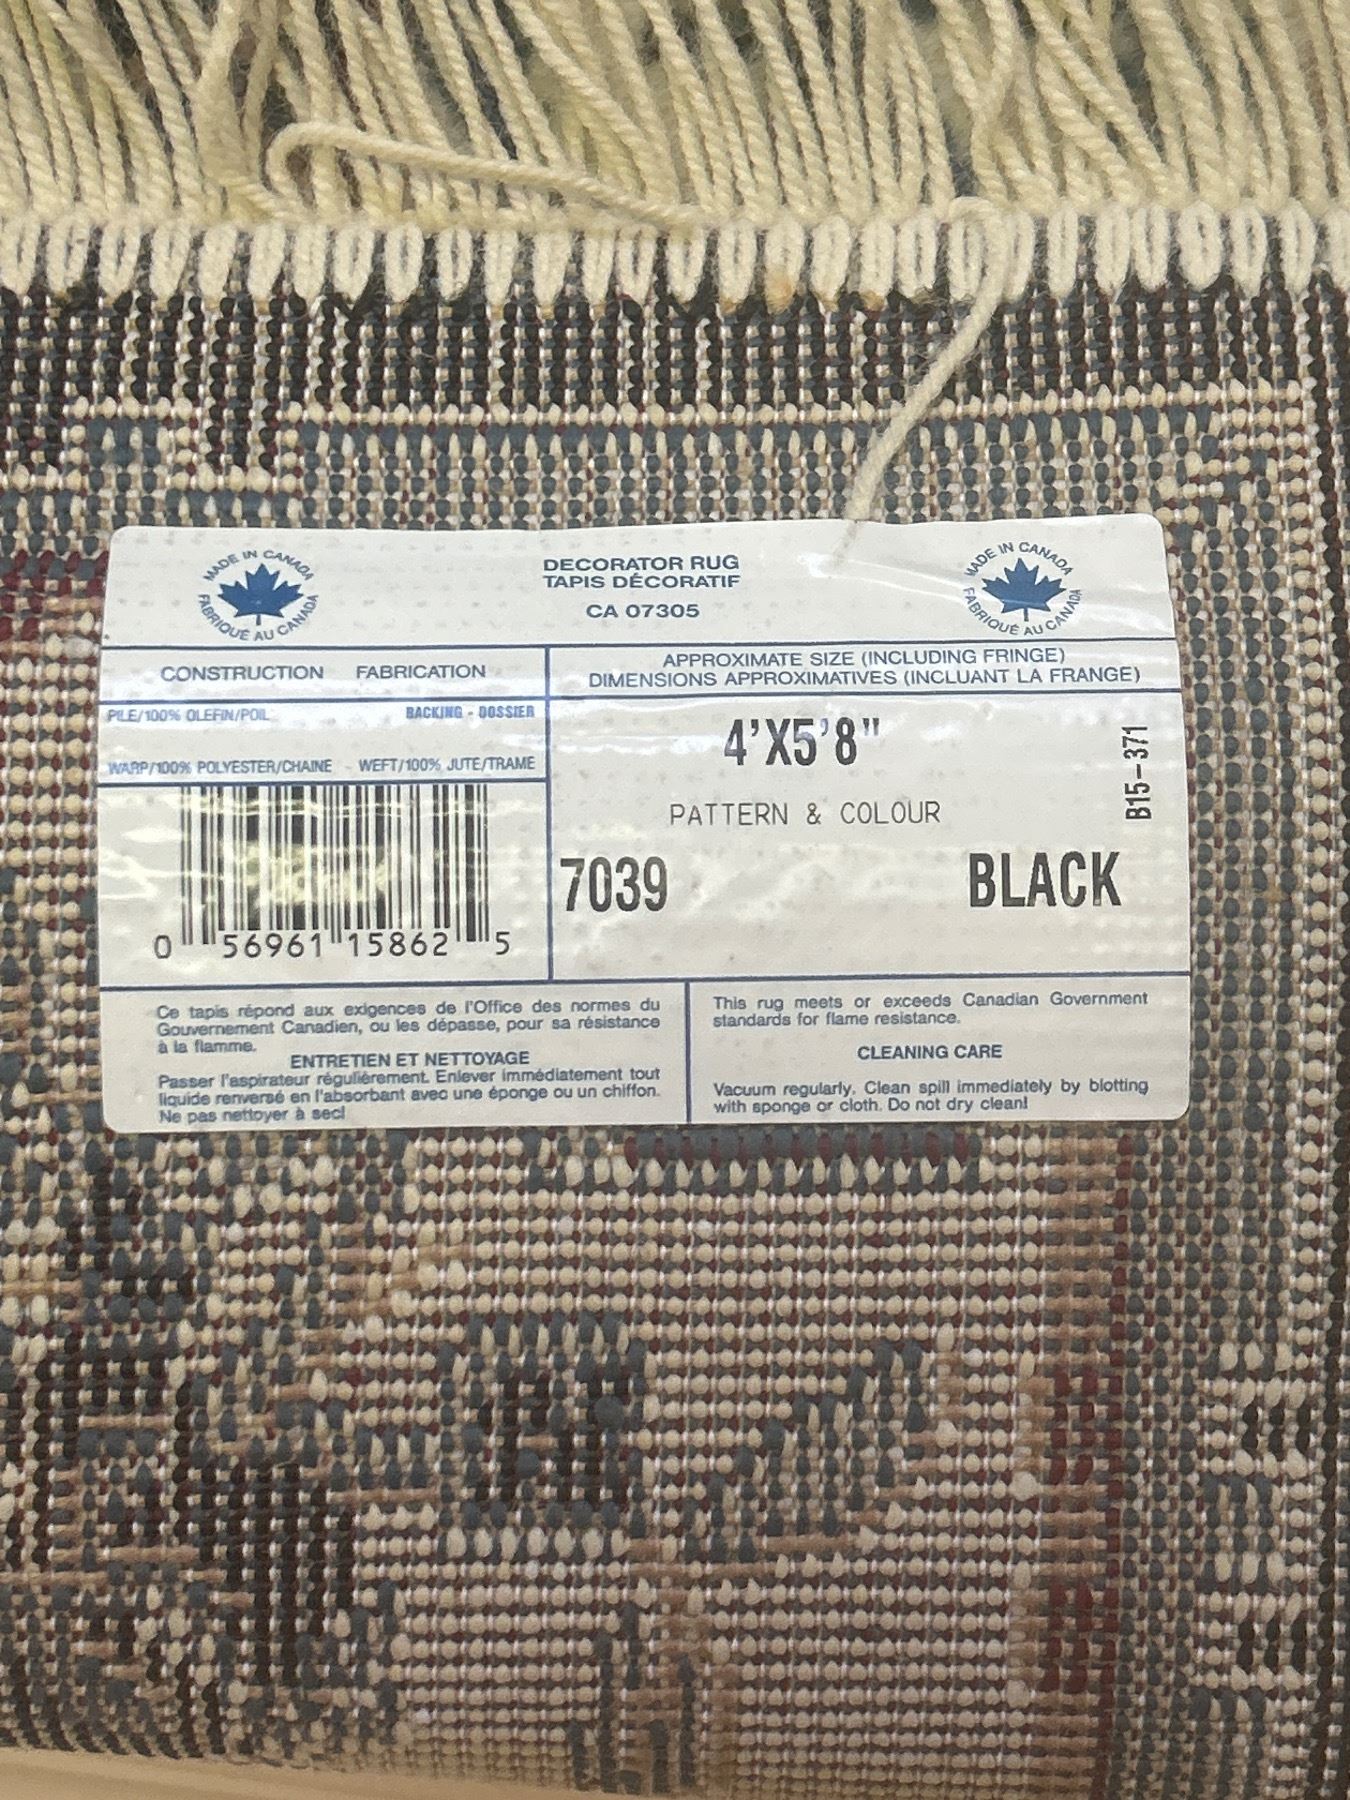 MADE IN CANADA
FABRIQUÉ AU CANADA
DECORATOR RUG
TAPIS DÉCORATIF
CA 07305
MADE IN CANADA
FABRIQUÉ AU CANADA
CONSTRUCTION FABRICATION
PILE/100% OLEFIN/POIL BACKING - DOSSIER
WARP/100% POLYESTER/CHAINE - WEFT/100% JUTE/TRAME
0 56961 15862 5
APPROXIMATE SIZE (INCLUDING FRINGE)
DIMENSIONS APPROXIMATIVES (INCLUANT LA FRANGE)
4'X5'8"
B15-371
PATTERN & COLOUR
7039 BLACK
Ce tapis répond aux exigences de l'Office des normes du
Gouvernement Canadien, ou les dépasse, pour sa résistance
à la flamme.
ENTRETIEN ET NETTOYAGE
Passer l'aspirateur régulièrement. Enlever immédiatement tout
liquide renversé en l'absorbant avec une éponge ou un chiffon.
Ne pas nettoyer à sec!
This rug meets or exceeds Canadian Government
standards for flame resistance.
CLEANING CARE
Vacuum regularly. Clean spill immediately by blotting
with sponge or cloth. Do not dry clean!